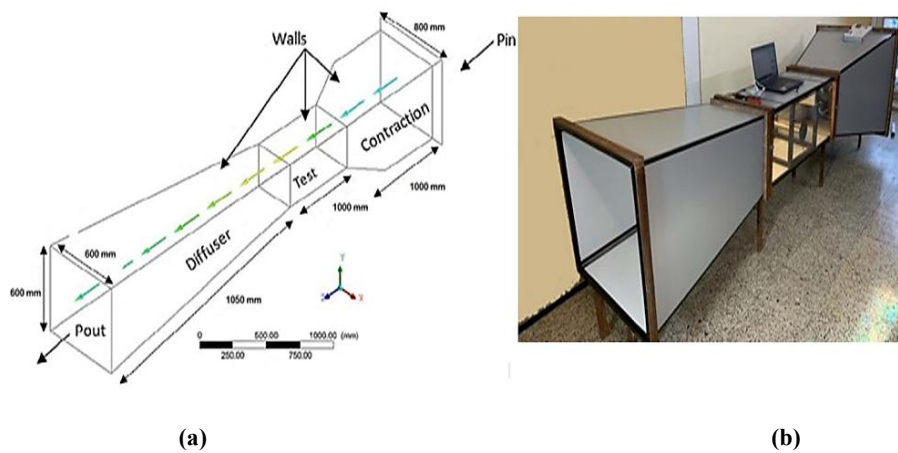 800 mm
Walls
Pin
Contraction
1000 mm
Test
1000 mm
Diffuser
600 mm
600 mm
1050 mm
Y
X
Pout
0 500.00 1000.00 (mm)
250.00 750.00
(a) (b)